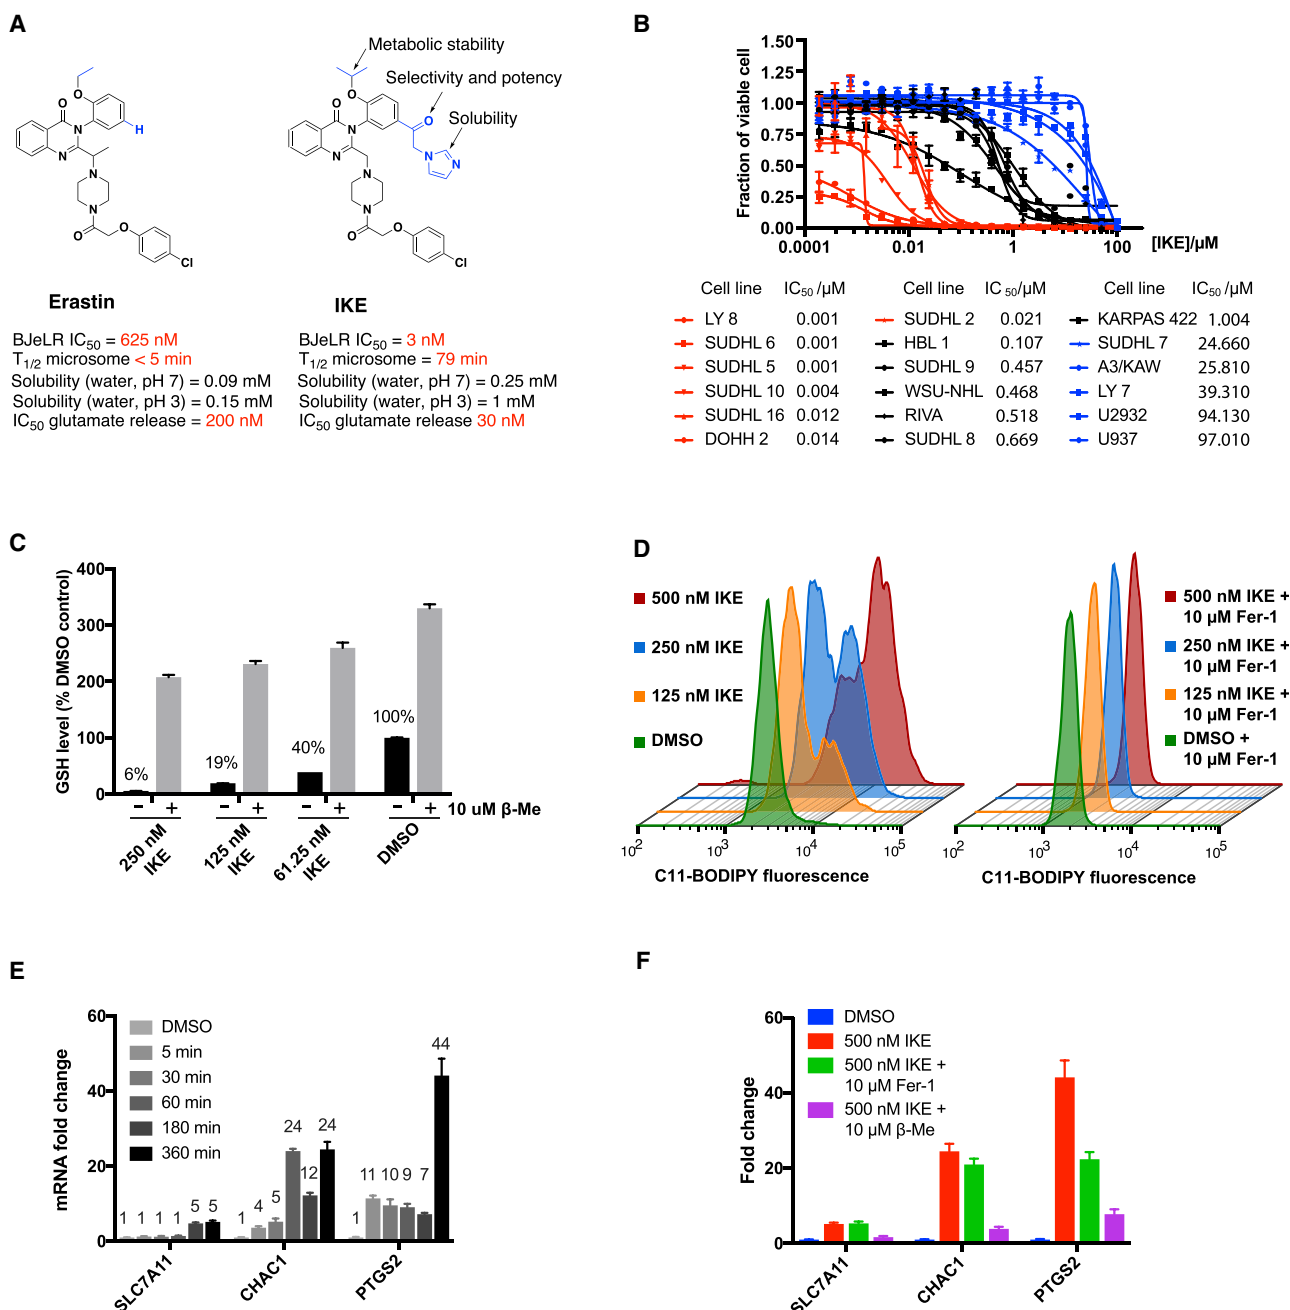 A
Metabolic stability
Selectivity and potency
Solubility
O
O
N
N
H
N
N
O
O
Cl
O
O
N
N
O
N
N
N
N
O
O
Cl
Erastin
IKE
BJeLR IC50 = 625 nM
T1/2 microsome < 5 min
Solubility (water, pH 7) = 0.09 mM
Solubility (water, pH 3) = 0.15 mM
IC50 glutamate release = 200 nM
BJeLR IC50 = 3 nM
T1/2 microsome = 79 min
Solubility (water, pH 7) = 0.25 mM
Solubility (water, pH 3) = 1 mM
IC50 glutamate release 30 nM
B
Fraction of viable cell
1.50
1.25
1.00
0.75
0.50
0.25
0.00
0.0001
0.01
1
100
[IKE]/µM
Cell line IC50 /µM Cell line IC 50/µM Cell line IC50 /µM
LY 8 0.001 SUDHL 2 0.021 KARPAS 422 1.004
SUDHL 6 0.001 HBL 1 0.107 SUDHL 7 24.660
SUDHL 5 0.001 SUDHL 9 0.457 A3/KAW 25.810
SUDHL 10 0.004 WSU-NHL 0.468 LY 7 39.310
SUDHL 16 0.012 RIVA 0.518 U2932 94.130
DOHH 2 0.014 SUDHL 8 0.669 U937 97.010
C
GSH level (% DMSO control)
400
300
200
100
0
6%
19%
40%
100%
– + – + – + – + 10 uM β-Me
250 nM IKE
125 nM IKE
61.25 nM IKE
DMSO
D
500 nM IKE
250 nM IKE
125 nM IKE
DMSO
10² 10³ 10⁴ 10⁵
C11-BODIPY fluorescence
500 nM IKE +
10 µM Fer-1
250 nM IKE +
10 µM Fer-1
125 nM IKE +
10 µM Fer-1
DMSO +
10 µM Fer-1
10² 10³ 10⁴ 10⁵
C11-BODIPY fluorescence
E
mRNA fold change
60
40
20
0
DMSO
5 min
30 min
60 min
180 min
360 min
1 1 1 1 5 5
1 4 5 24 12 24
1 11 10 9 7 44
SLC7A11
CHAC1
PTGS2
F
Fold change
60
40
20
0
DMSO
500 nM IKE
500 nM IKE +
10 µM Fer-1
500 nM IKE +
10 µM β-Me
SLC7A11
CHAC1
PTGS2